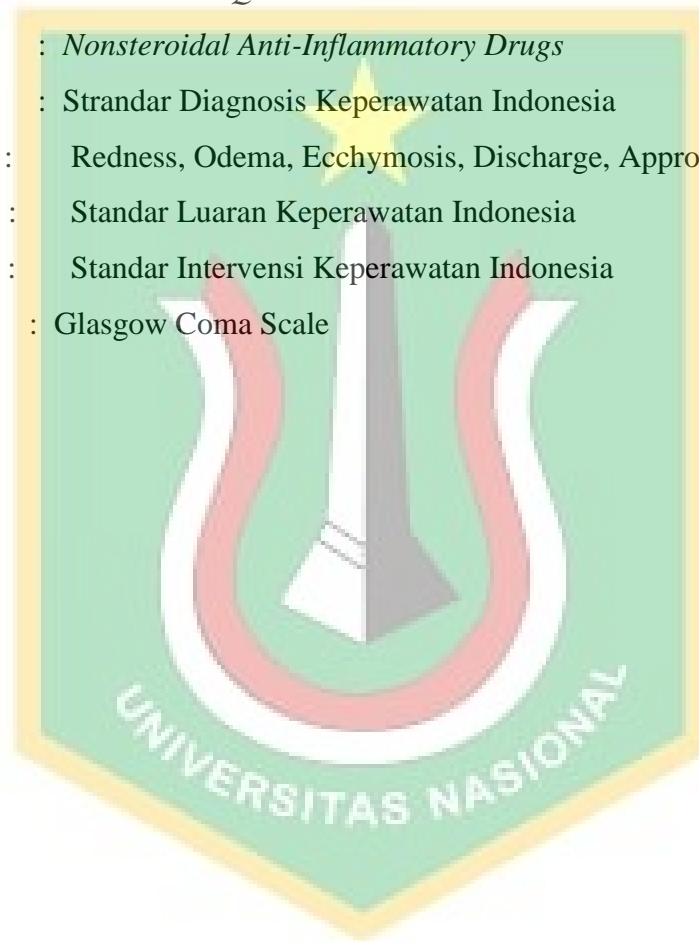 : Nonsteroidal Anti-Inflammatory Drugs
: Strandar Diagnosis Keperawatan Indonesia
: Redness, Odema, Ecchymosis, Discharge,
: Standar Luaran Keperawatan Indonesia
: Standar Intervensi Keperawatan Indonesia
: Glasgow Coma Scale
UNIVERSITAS NASIONAL